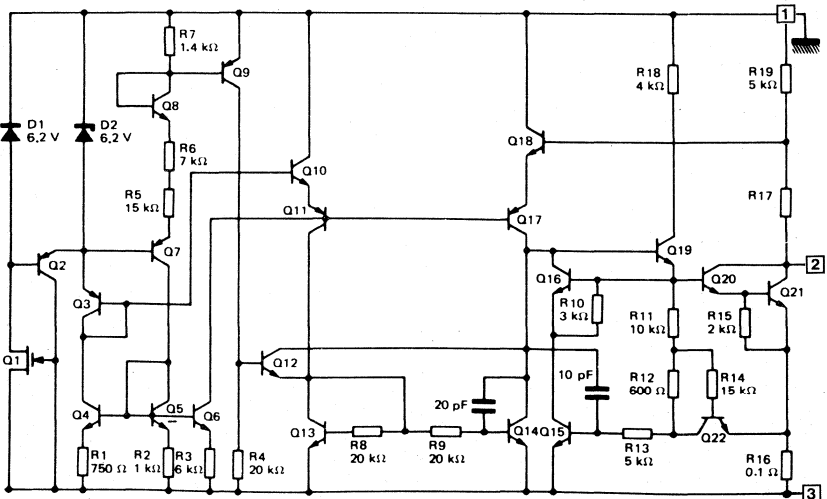 1
R7
1.4 kΩ
Q9
R18
4 kΩ
R19
5 kΩ
Q8
D1
6,2 V
D2
6,2 V
R6
7 kΩ
Q18
Q10
R5
15 kΩ
R17
Q11
Q17
Q7
Q19
Q2
2
Q16
Q20
Q21
Q3
R10
3 kΩ
R11
10 kΩ
R15
2 kΩ
Q1
Q12
10 pF
R12
600 Ω
R14
15 kΩ
20 pF
Q4
Q5
Q6
Q13
R8
20 kΩ
R9
20 kΩ
Q14
Q15
R13
5 kΩ
Q22
R1
750 Ω
R2
1 kΩ
R3
6 kΩ
R4
20 kΩ
R16
0.1 Ω
3